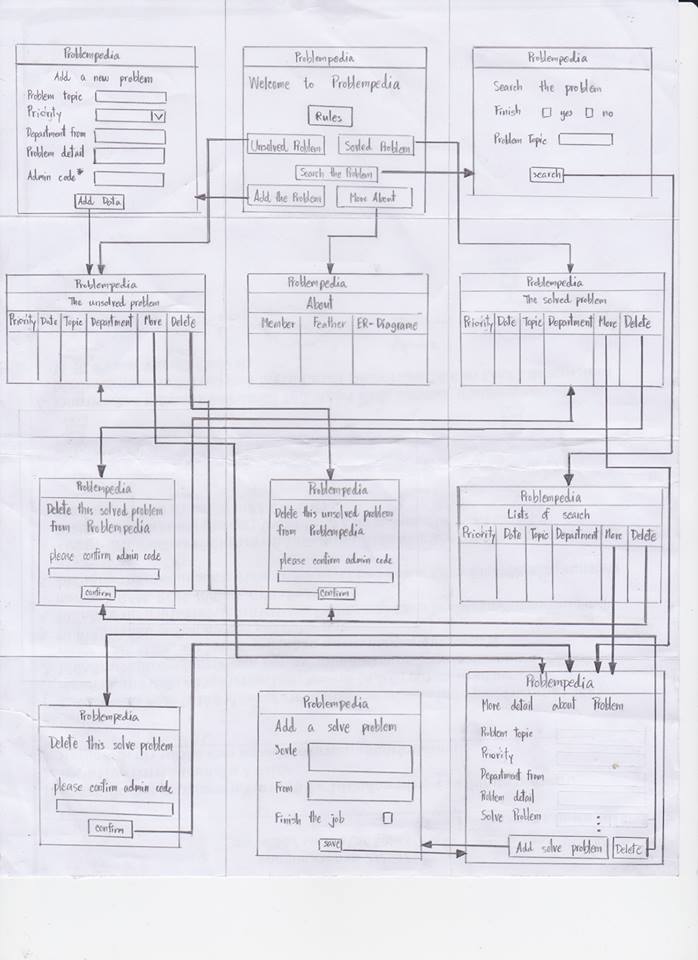 Problempedia
Add a new problem
Problem topic
Priority
Department from
Problem detail
Admin code*
Add Data
Problempedia
Welcome to Problempedia
Rules
Unsolved Problem
Solved Problem
Search the Problem
Add the Problem
More About
Problempedia
Search the problem
Finish yes no
Problem Topic
search
Problempedia
The unsolved problem
Priority Date Topic Department More Delete
Problempedia
About
Member Feather ER-Diagrame
Problempedia
The solved problem
Priority Date Topic Department More Delete
Problempedia
Delete this solved problem
from Problempedia
please confirm admin code
confirm
Problempedia
Delete this unsolved problem
from Problempedia
please confirm admin code
confirm
Problempedia
Lists of search
Priority Date Topic Department More Delete
Problempedia
Delete this solve problem
please confirm admin code
confirm
Problempedia
Add a solve problem
Sovle
From
Finish the job
save
Problempedia
More detail about Problem
Problem topic
Priority
Department from
Problem detail
Solve Problem
Add solve problem
Delete